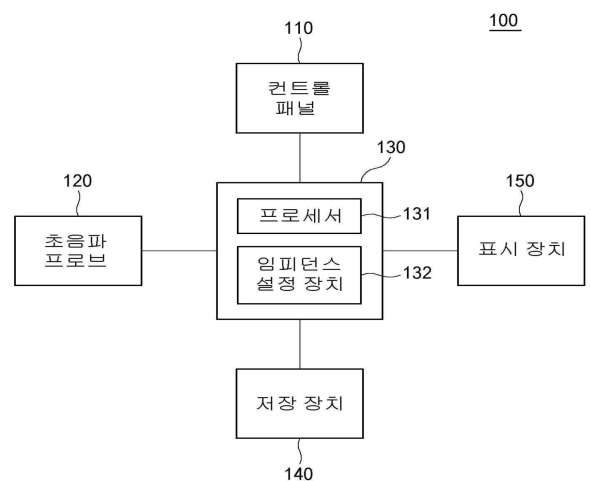 100
110
컨트롤
패널
130
120
150
초음파
프로브
프로세서
131
임피던스
설정 장치
132
표시 장치
저장 장치
140